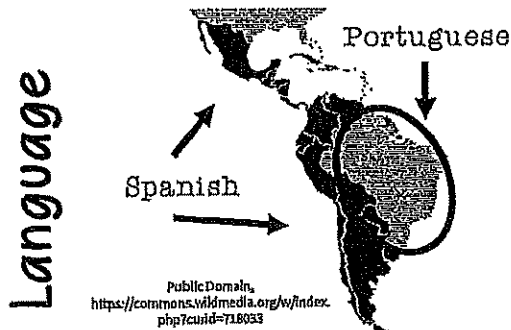 Language
Portuguese
Spanish
Public Domain,
https://commons.wikimedia.org/w/index.
php?curid=718033